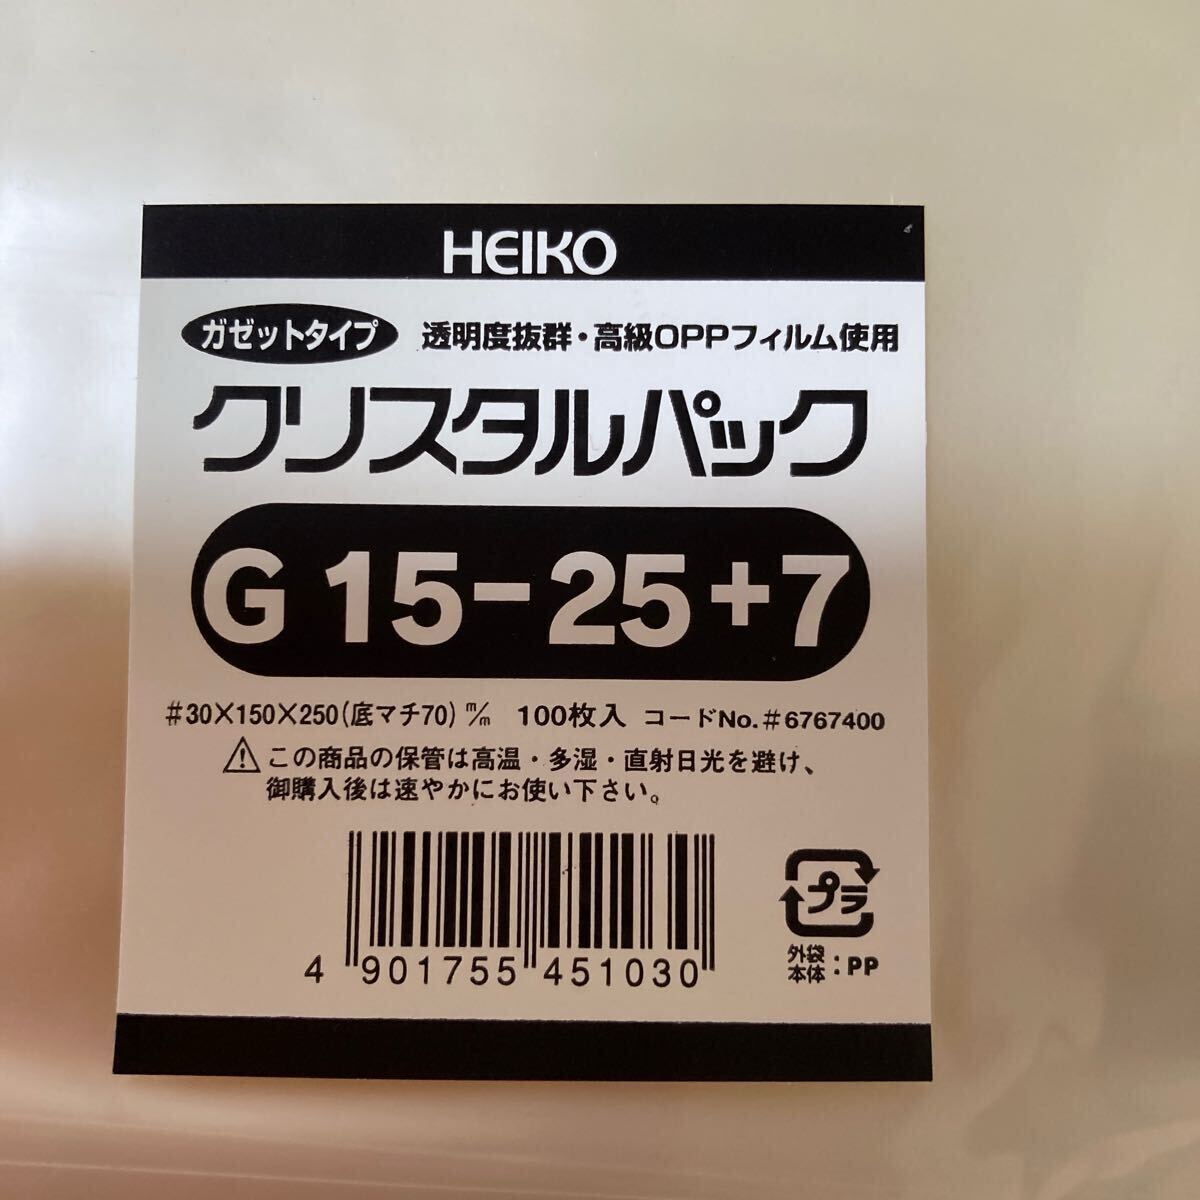 HEIKO
ガゼットタイプ 透明度抜群・高級OPPフィルム使用
クリスタルパック
G 15-25+7
#30×150×250(底マチ70) m/m 100枚入 コードNo.#6767400
⚠この商品の保管は高温・多湿・直射日光を避け、
御購入後は速やかにお使い下さい。
4 901755 451030
プラ
外袋
本体 : PP